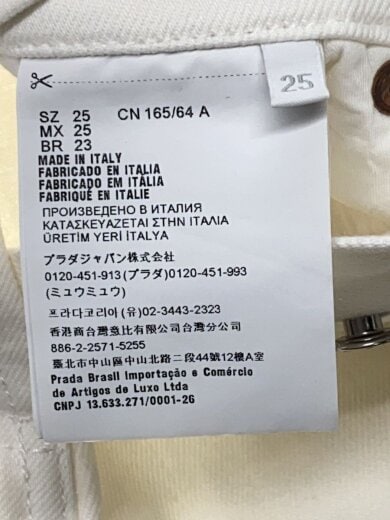 25
SZ 25 CN 165/64 A
MX 25
BR 23
MADE IN ITALY
FABRICADO EN ITALIA
FABRICADO EM ITÁLIA
FABRIQUÉ EN ITALIE
ПРОИЗВЕДЕНО В ИТАЛИЯ
ΚΑΤΑΣΚΕΥΑΖΕΤΑΙ ΣΤΗΝ ΙΤΑΛΙΑ
ÜRETİM YERİ İTALYA
プラダジャパン株式会社
0120-451-913(プラダ)0120-451-993
(ミュウミュウ)
프라다코리아(유)02-3443-2323
香港商台灣意比有限公司台灣分公司
886-2-2571-5255
臺北市中山區中山北路二段44號12樓A室
Prada Brasil Importação e Comércio
de Artigos de Luxo Ltda
CNPJ 13.633.271/0001-26